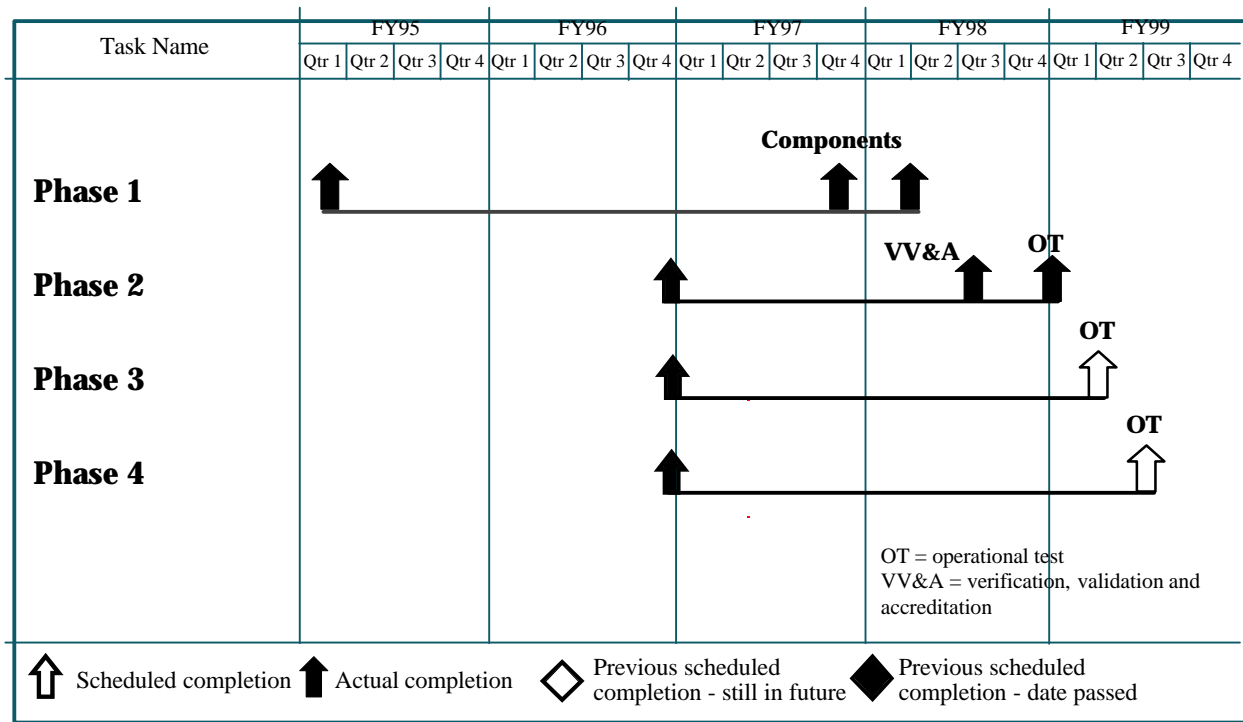 Task Name
FY95 FY96 FY97 FY98 FY99
Qtr 1 Qtr 2 Qtr 3 Qtr 4 Qtr 1 Qtr 2 Qtr 3 Qtr 4 Qtr 1 Qtr 2 Qtr 3 Qtr 4 Qtr 1 Qtr 2 Qtr 3 Qtr 4 Qtr 1 Qtr 2 Qtr 3 Qtr 4
Components
Phase 1
VV&A OT
Phase 2
OT
Phase 3
OT
Phase 4
OT = operational test
VV&A = verification, validation and
accreditation
Scheduled completion
Actual completion
Previous scheduled
completion - still in future
Previous scheduled
completion - date passed